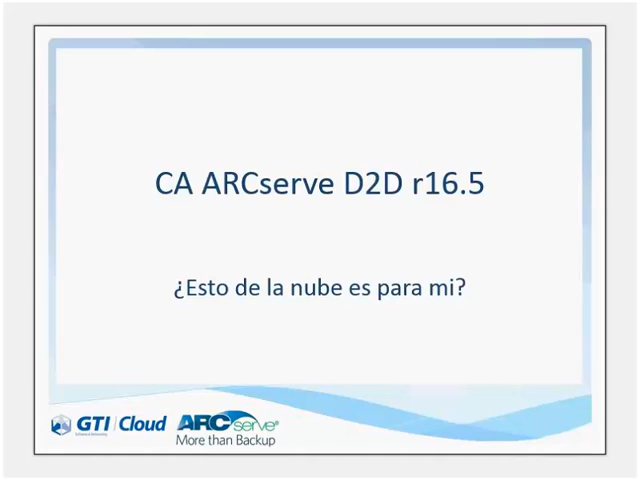 CA ARCserve D2D r16.5
¿Esto de la nube es para mi?
GTI Cloud
ARCserve®
More than Backup